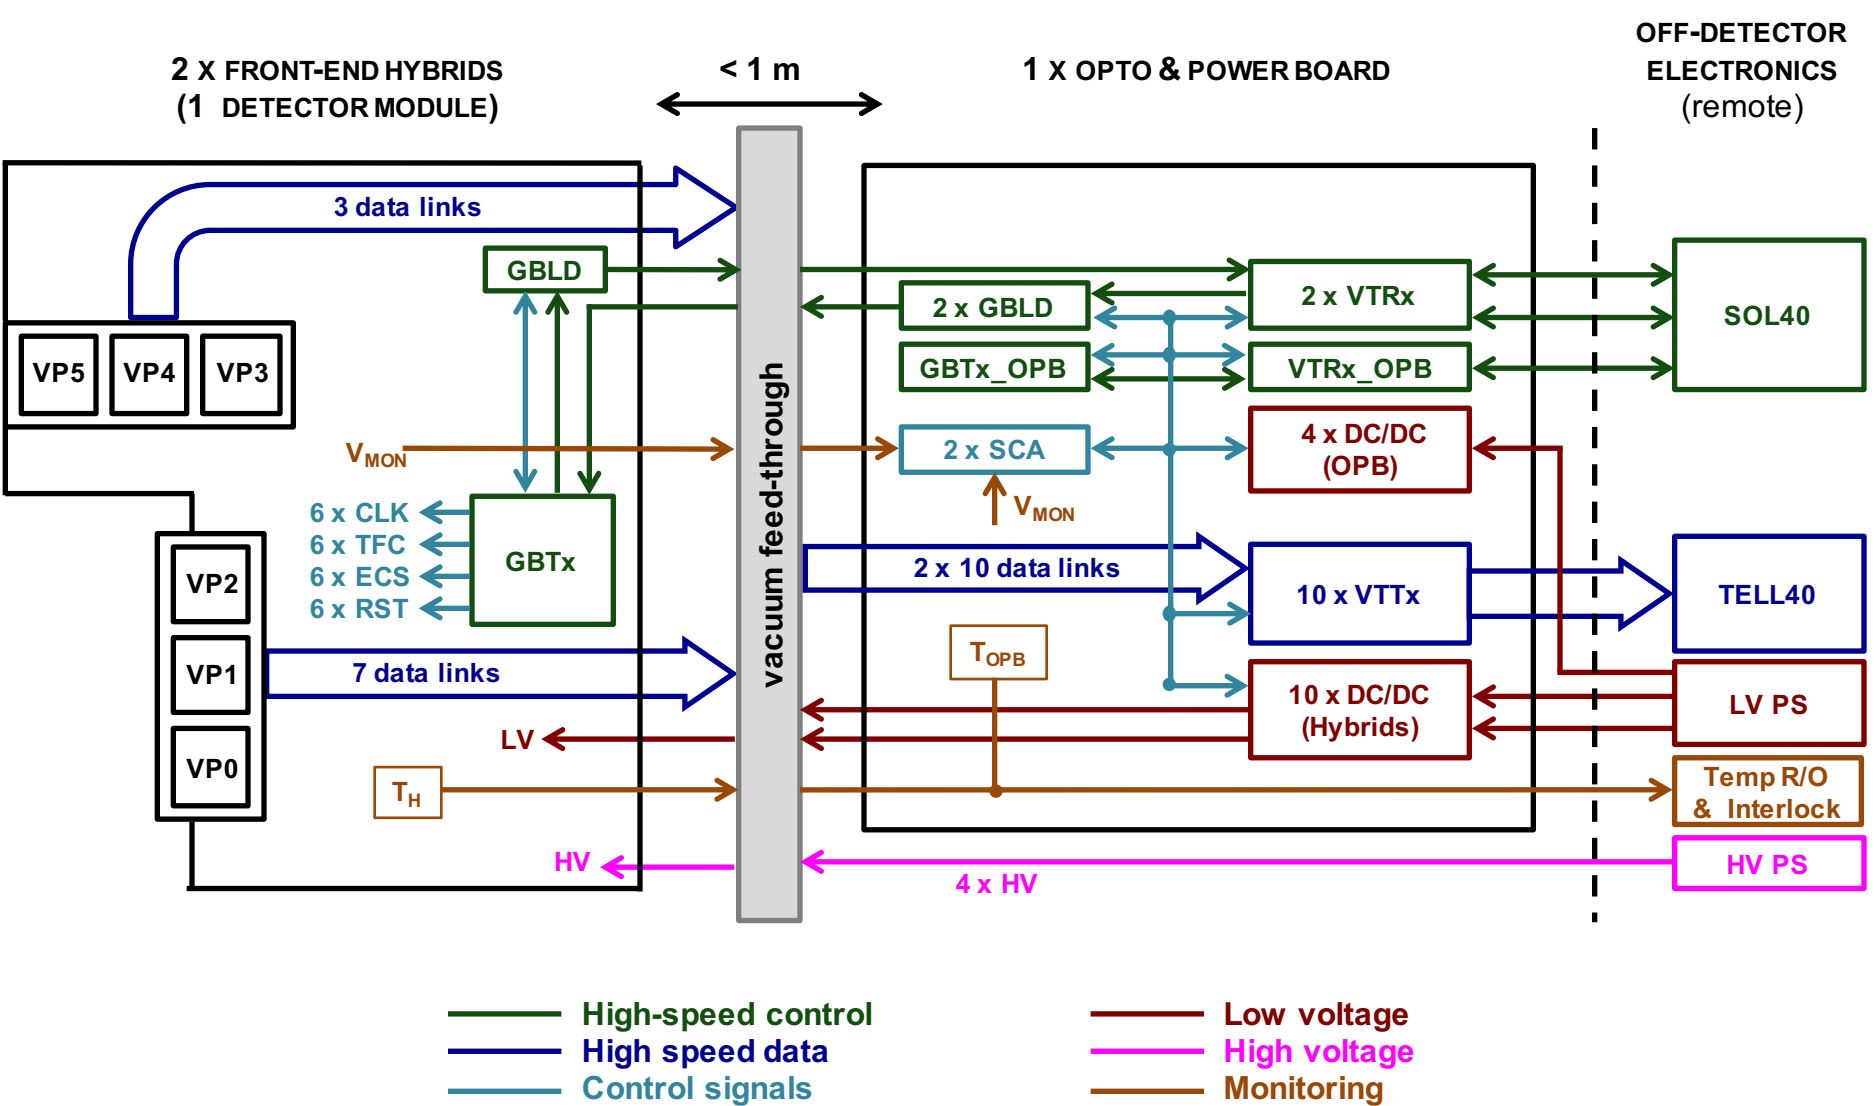 2 X FRONT-END HYBRIDS
(1 DETECTOR MODULE)
< 1 m
1 X OPTO & POWER BOARD
OFF-DETECTOR
ELECTRONICS
(remote)
3 data links
GBLD
2 x GBLD
2 x VTRx
SOL40
VP5
VP4
VP3
GBTx_OPB
VTRx_OPB
vacuum feed-through
VMON
2 x SCA
4 x DC/DC
(OPB)
VMON
6 x CLK
6 x TFC
6 x ECS
6 x RST
GBTx
VP2
VP1
VP0
2 x 10 data links
10 x VTTx
TELL40
7 data links
TOPB
10 x DC/DC
(Hybrids)
LV PS
LV
TH
Temp R/O
& Interlock
HV
4 x HV
HV PS
High-speed control
High speed data
Control signals
Low voltage
High voltage
Monitoring